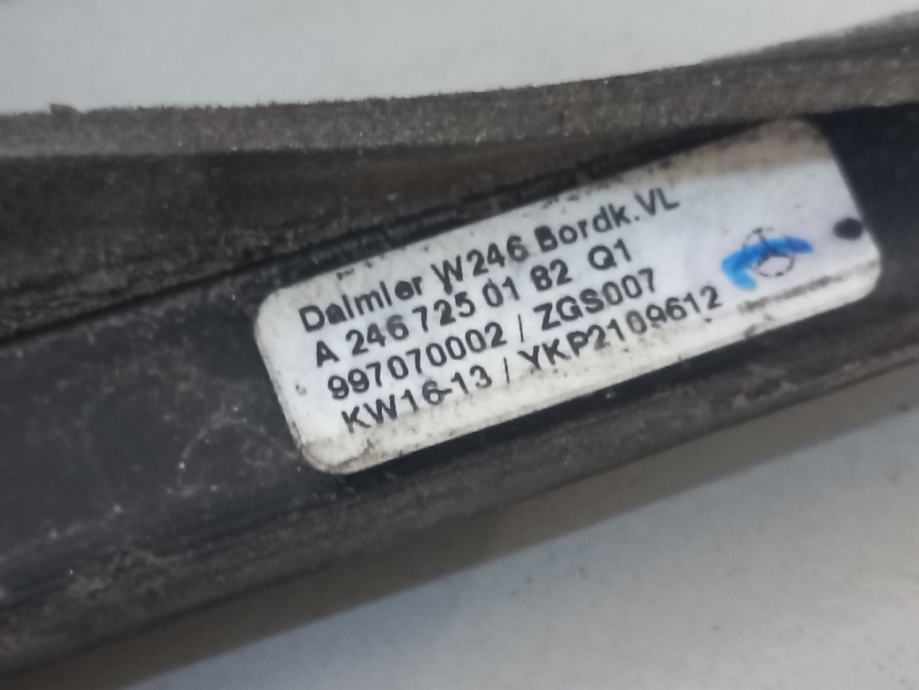 Daimler W246 Bordk.VL
A 246 725 01 82 Q1
997070002 / ZGS007
KW16-13 / YKP2109612